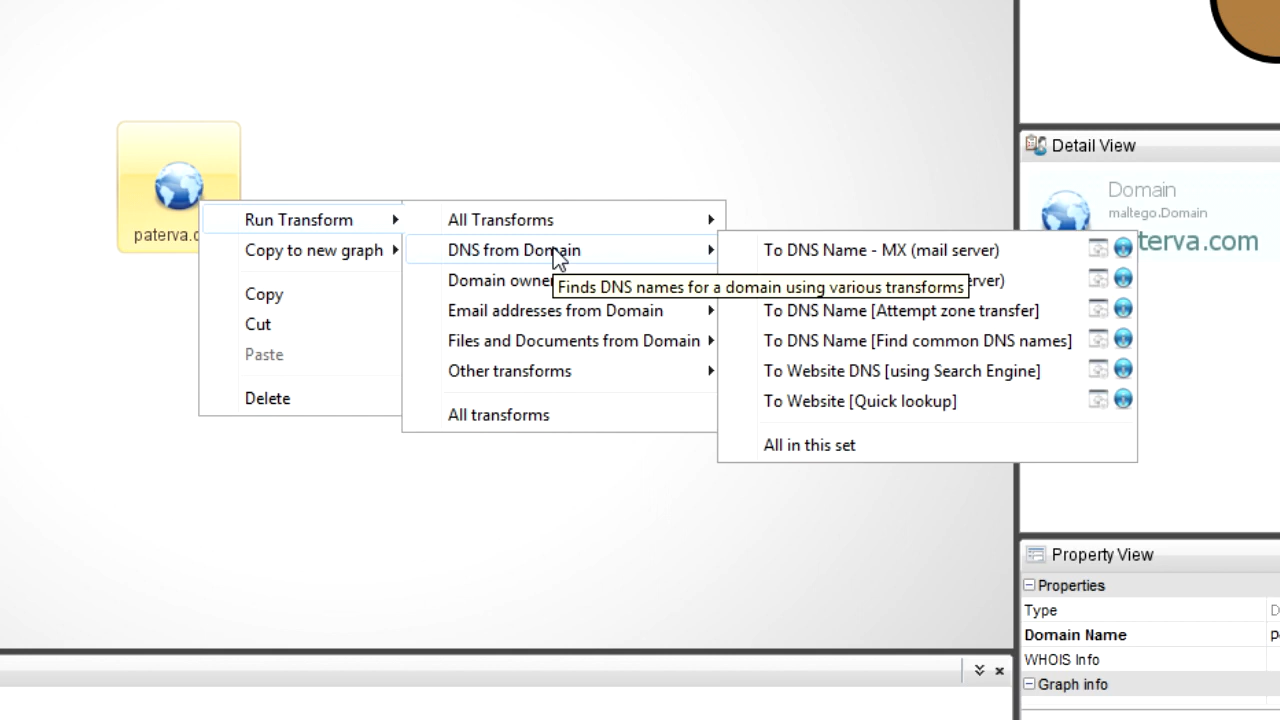 Detail View
Domain
maltego.Domain
terva.com
paterva.c
Run Transform
Copy to new graph
Copy
Cut
Paste
Delete
All Transforms
DNS from Domain
Domain owner
Email addresses from Domain
Files and Documents from Domain
Other transforms
All transforms
Finds DNS names for a domain using various transforms
To DNS Name - MX (mail server)
erver)
To DNS Name [Attempt zone transfer]
To DNS Name [Find common DNS names]
To Website DNS [using Search Engine]
To Website [Quick lookup]
All in this set
Property View
Properties
Type D
Domain Name p
WHOIS Info
Graph info